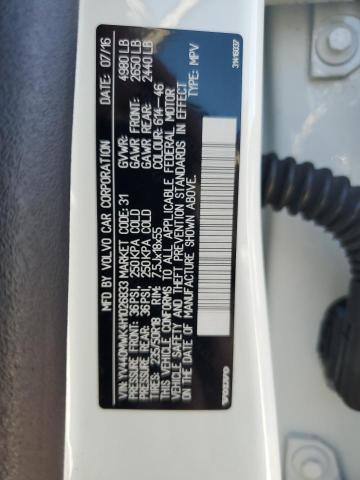 MFD BY: VOLVO CAR CORPORATION DATE: 07/16
GVWR: 4980 LB
GAWR FRONT: 2650 LB
GAWR REAR: 2440 LB
VIN: YV440MWK4H1026833 MARKET CODE: 31 COLOUR: 614--46
PRESSURE FRONT: 36PSI, 250KPA COLD
PRESSURE REAR: 36PSI, 250KPA COLD
TIRES: 235/50R18 RIM: 7.5Jx18x55
THIS VEHICLE CONFORMS TO ALL APPLICABLE FEDERAL MOTOR
VEHICLE SAFETY AND THEFT PREVENTION STANDARDS IN EFFECT
ON THE DATE OF MANUFACTURE SHOWN ABOVE. TYPE: MPV
VOLVO
31416037